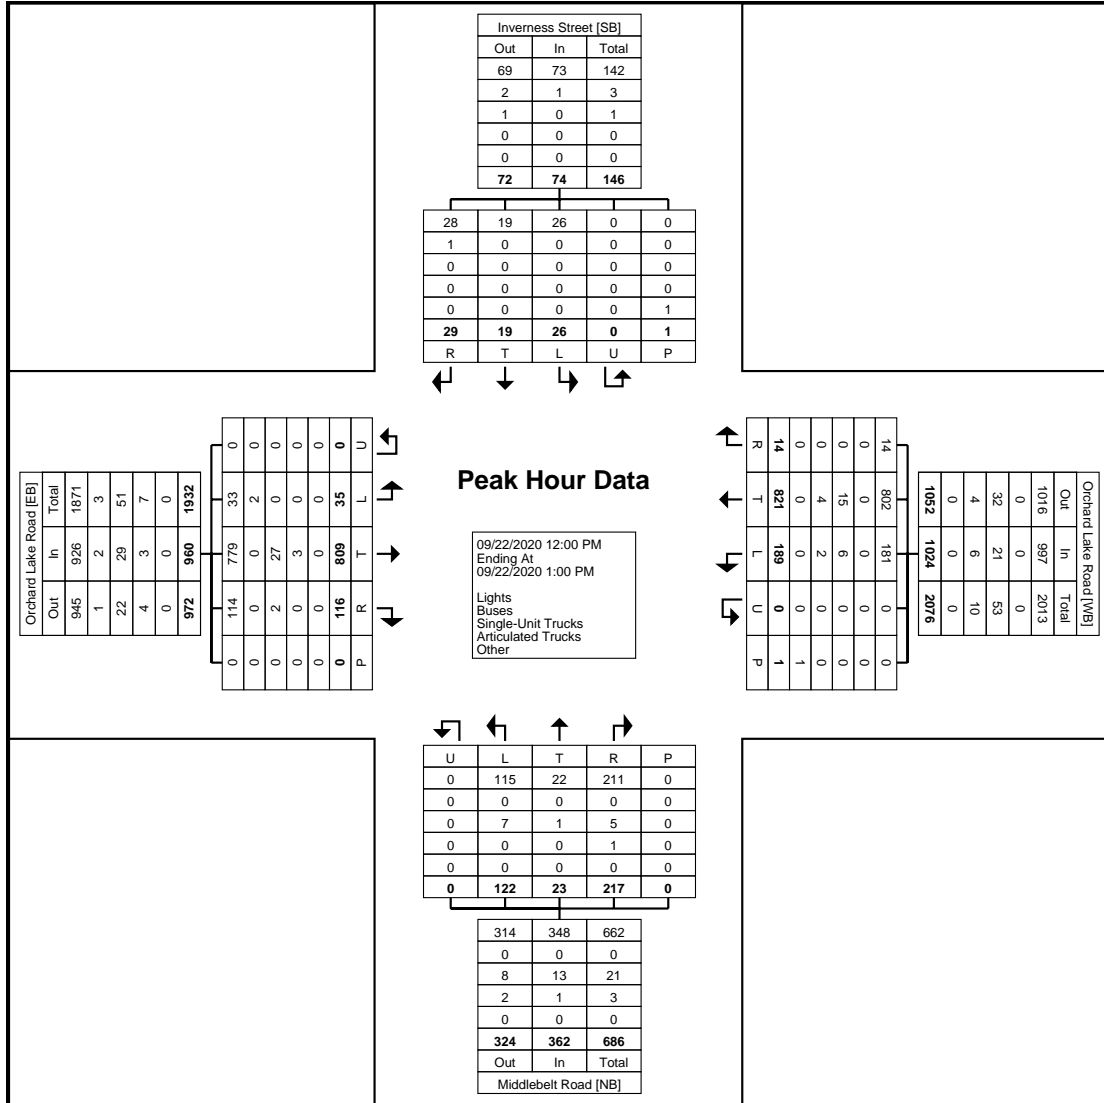 Inverness Street [SB]
Out In Total
69 73 142
2 1 3
1 0 1
0 0 0
0 0 0
72 74 146
28 19 26 0 0
1 0 0 0 0
0 0 0 0 0
0 0 0 0 0
0 0 0 0 1
29 19 26 0 1
R T L U P
Orchard Lake Road [EB]
Total In Out
1871 926 945
3 2 1
51 29 22
7 3 4
0 0 0
1932 960 972
0 33 779 114 0
0 2 0 0 0
0 0 27 2 0
0 0 3 0 0
0 0 0 0 0
0 35 809 116 0
U L T R P
Peak Hour Data
09/22/2020 12:00 PM
Ending At
09/22/2020 1:00 PM
Lights
Buses
Single-Unit Trucks
Articulated Trucks
Other
R T L U P
14 821 189 0 1
0 0 0 0 1
0 4 2 0 0
0 15 6 0 0
0 0 0 0 0
14 802 181 0 0
1052 1024 2076
0 0 0
4 6 10
32 21 53
0 0 0
1016 997 2013
Out In Total
Orchard Lake Road [WB]
U L T R P
0 115 22 211 0
0 0 0 0 0
0 7 1 5 0
0 0 0 1 0
0 0 0 0 0
0 122 23 217 0
314 348 662
0 0 0
8 13 21
2 1 3
0 0 0
324 362 686
Out In Total
Middlebelt Road [NB]